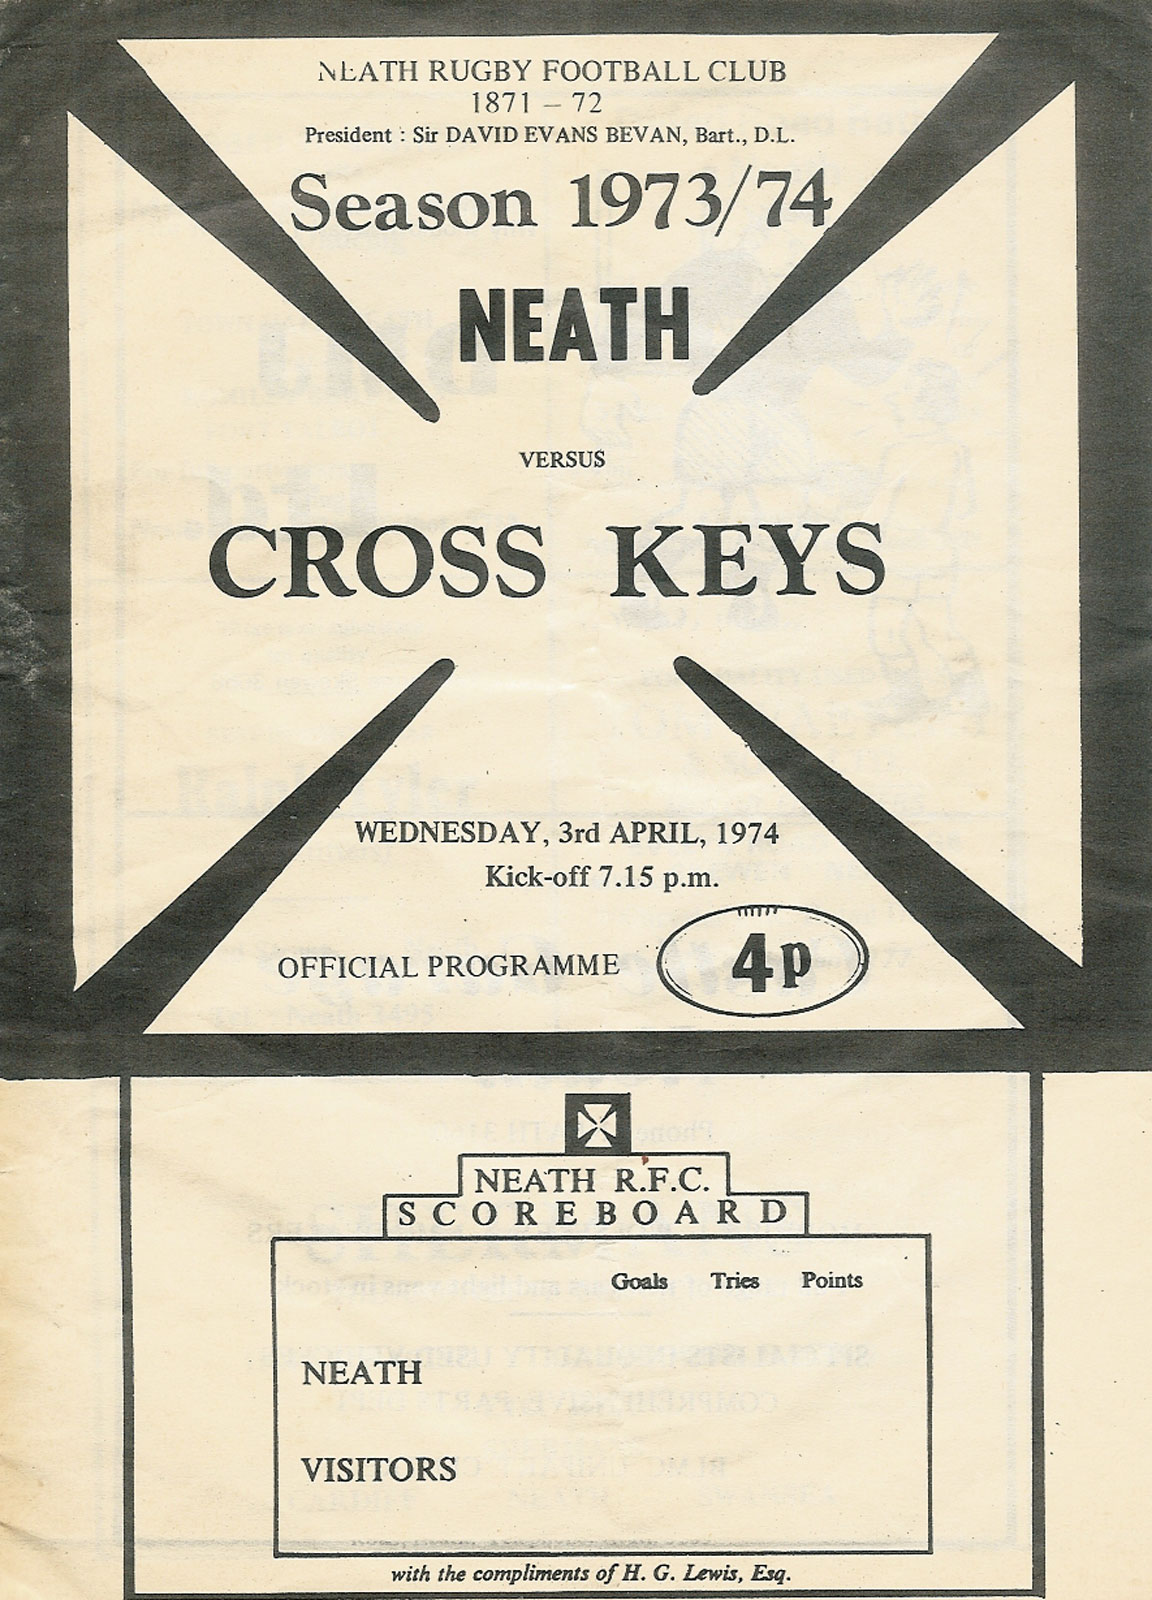 NEATH RUGBY FOOTBALL CLUB
1871 – 72
President : Sir DAVID EVANS BEVAN, Bart., D.L.
Season 1973/74
NEATH
VERSUS
CROSS KEYS
WEDNESDAY, 3rd APRIL, 1974
Kick-off 7.15 p.m.
OFFICIAL PROGRAMME 4p
NEATH R.F.C.
SCOREBOARD
Goals Tries Points
NEATH
VISITORS
with the compliments of H. G. Lewis, Esq.